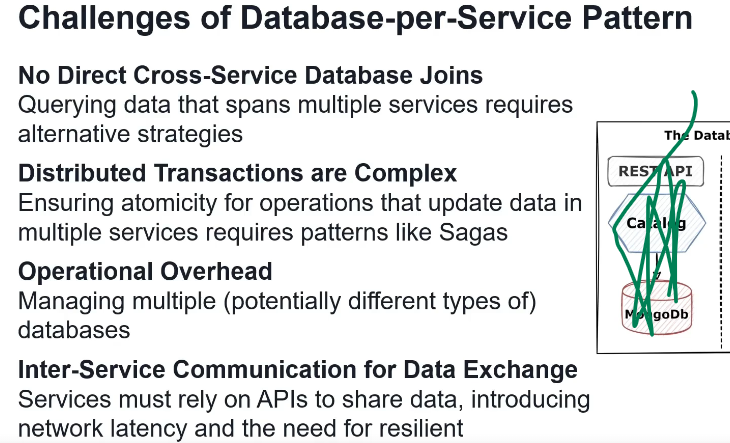 Challenges of Database-per-Service Pattern
No Direct Cross-Service Database Joins
Querying data that spans multiple services requires
alternative strategies
Distributed Transactions are Complex
Ensuring atomicity for operations that update data in
multiple services requires patterns like Sagas
Operational Overhead
Managing multiple (potentially different types of)
databases
Inter-Service Communication for Data Exchange
Services must rely on APIs to share data, introducing
network latency and the need for resilient
The Datab
REST API
Catalog
MongoDb